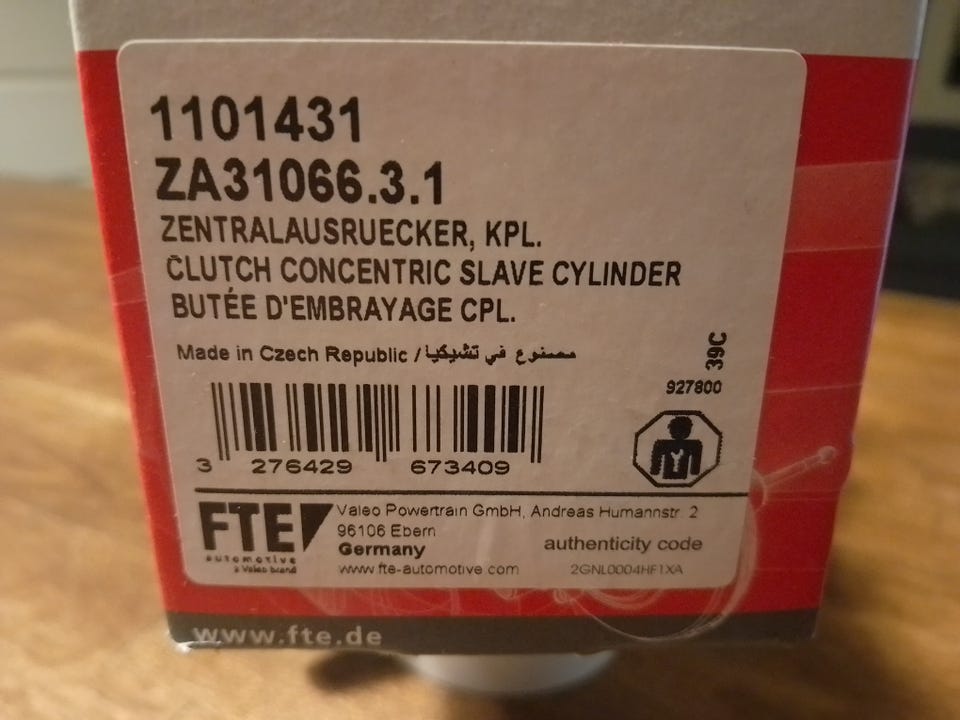 1101431
ZA31066.3.1
ZENTRALAUSRUECKER, KPL.
CLUTCH CONCENTRIC SLAVE CYLINDER
BUTÉE D'EMBRAYAGE CPL.
Made in Czech Republic / مصنوع في تشيكيا
39C
927800
3 276429 673409
FTE
automotive
a Valeo brand
Valeo Powertrain GmbH, Andreas Humannstr. 2
96106 Ebern
Germany
www.fte-automotive.com
authenticity code
2GNL0004HF1XA
www.fte.de